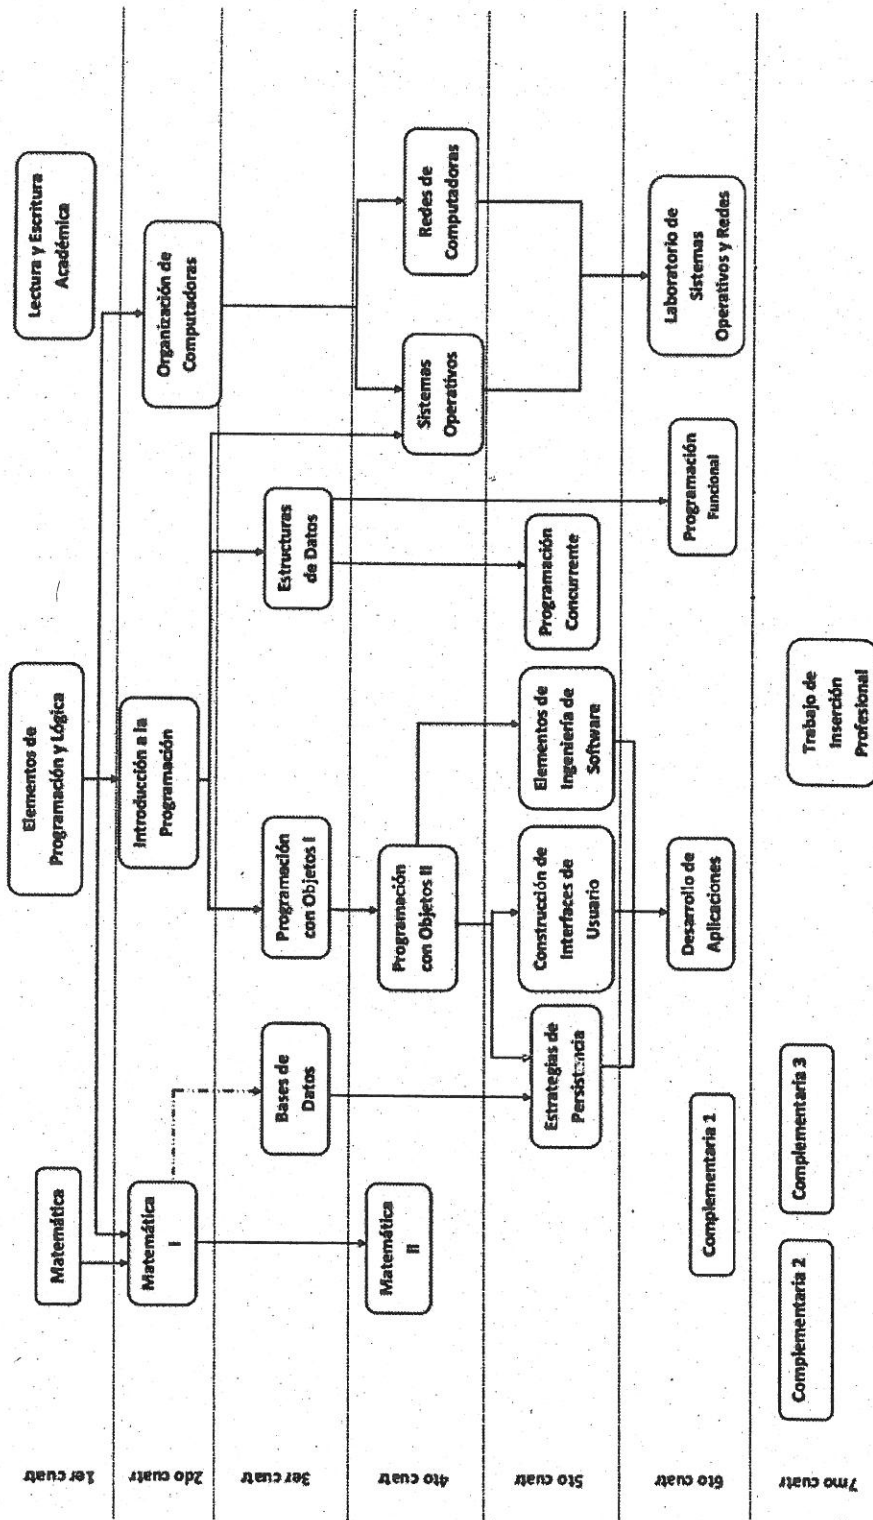 1er cuatr
Matemática
Elementos de
Programación y Lógica
Lectura y Escritura
Académica
2do cuatr
Matemática
I
Introducción a la
Programación
Organización de
Computadoras
3er cuatr
Bases de
Datos
Programación
con Objetos I
Estructuras
de Datos
4to cuatr
Matemática
II
Programación
con Objetos II
Sistemas
Operativos
Redes de
Computadoras
5to cuatr
Estrategias de
Persistencia
Construcción de
Interfaces de
Usuario
Elementos de
Ingeniería de
Software
Programación
Concurrente
6to cuatr
Complementaria 1
Desarrollo de
Aplicaciones
Programación
Funcional
Laboratorio de
Sistemas
Operativos y Redes
7mo cuatr
Complementaria 2
Complementaria 3
Trabajo de
Inserción
Profesional